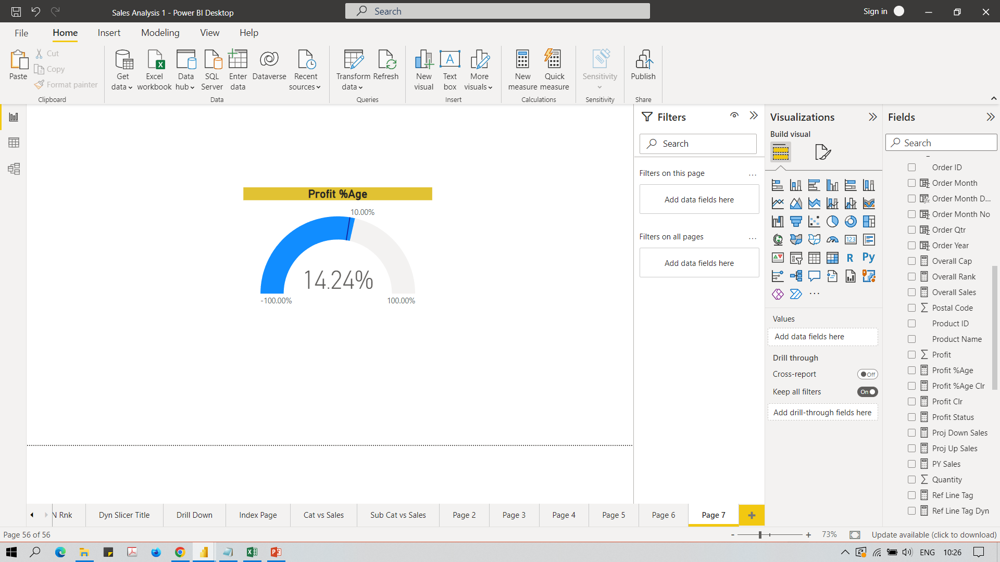 Sales Analysis 1 - Power BI Desktop
Search
Sign in
File Home Insert Modeling View Help
Paste
Cut
Copy
Format painter
Clipboard
Get data
Excel workbook
Data hub
SQL Server
Enter data
Dataverse
Recent sources
Data
Transform data
Refresh
Queries
New visual
A
Text box
More visuals
Insert
New measure
Quick measure
Calculations
Sensitivity
Sensitivity
Publish
Share
Profit %Age
10.00%
14.24%
-100.00%
100.00%
Filters
Search
Filters on this page
...
Add data fields here
Filters on all pages
...
Add data fields here
Visualizations
Build visual
123
R
Py
...
Values
Add data fields here
Drill through
Cross-report
Off
Keep all filters
On
Add drill-through fields here
Fields
Search
Order ID
Order Month
Order Month D...
Order Month No
Order Qtr
Order Year
Overall Cap
Overall Rank
Overall Sales
Postal Code
Product ID
Product Name
Profit
Profit %Age
Profit %Age Clr
Profit Clr
Profit Status
Proj Down Sales
Proj Up Sales
PY Sales
Quantity
Ref Line Tag
Ref Line Tag Dyn
N Rnk
Dyn Slicer Title
Drill Down
Index Page
Cat vs Sales
Sub Cat vs Sales
Page 2
Page 3
Page 4
Page 5
Page 6
Page 7
+
Page 56 of 56
- + 73%
Update available (click to download)
ENG
10:26